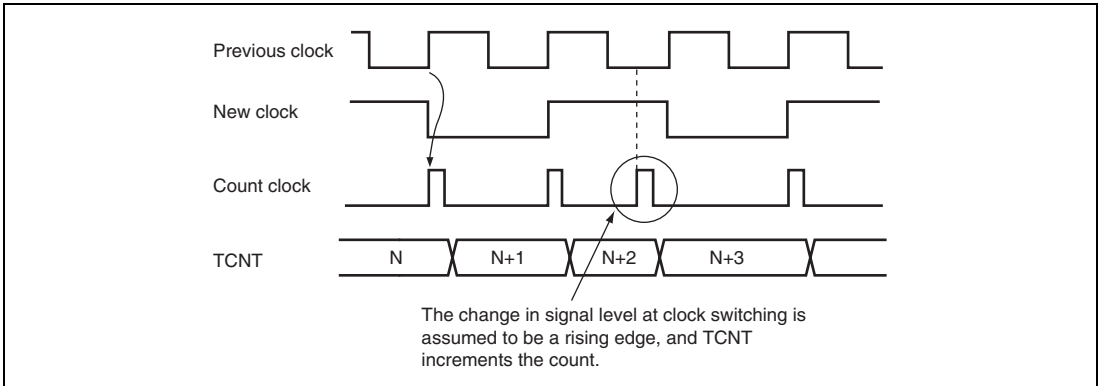 Previous clock
New clock
Count clock
TCNT N N+1 N+2 N+3
The change in signal level at clock switching is
assumed to be a rising edge, and TCNT
increments the count.